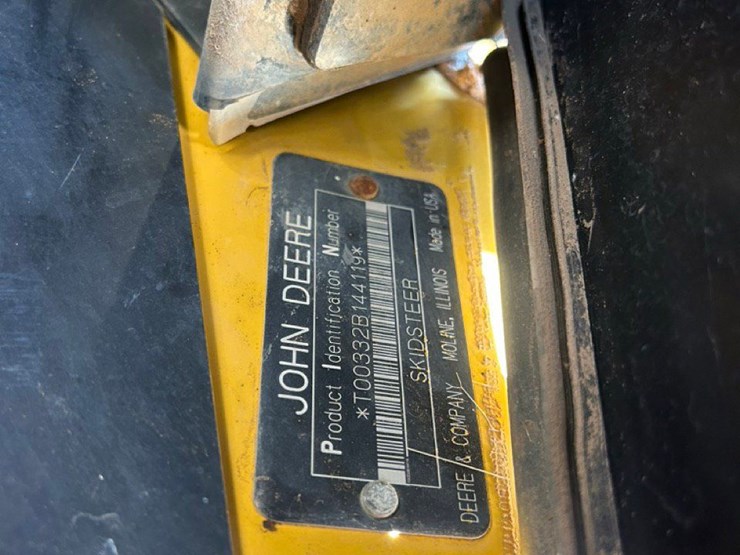 JOHN DEERE
Product Identification Number
*T00332B144119*
SKIDSTEER
DEERE & COMPANY MOLINE, ILLINOIS Made in USA